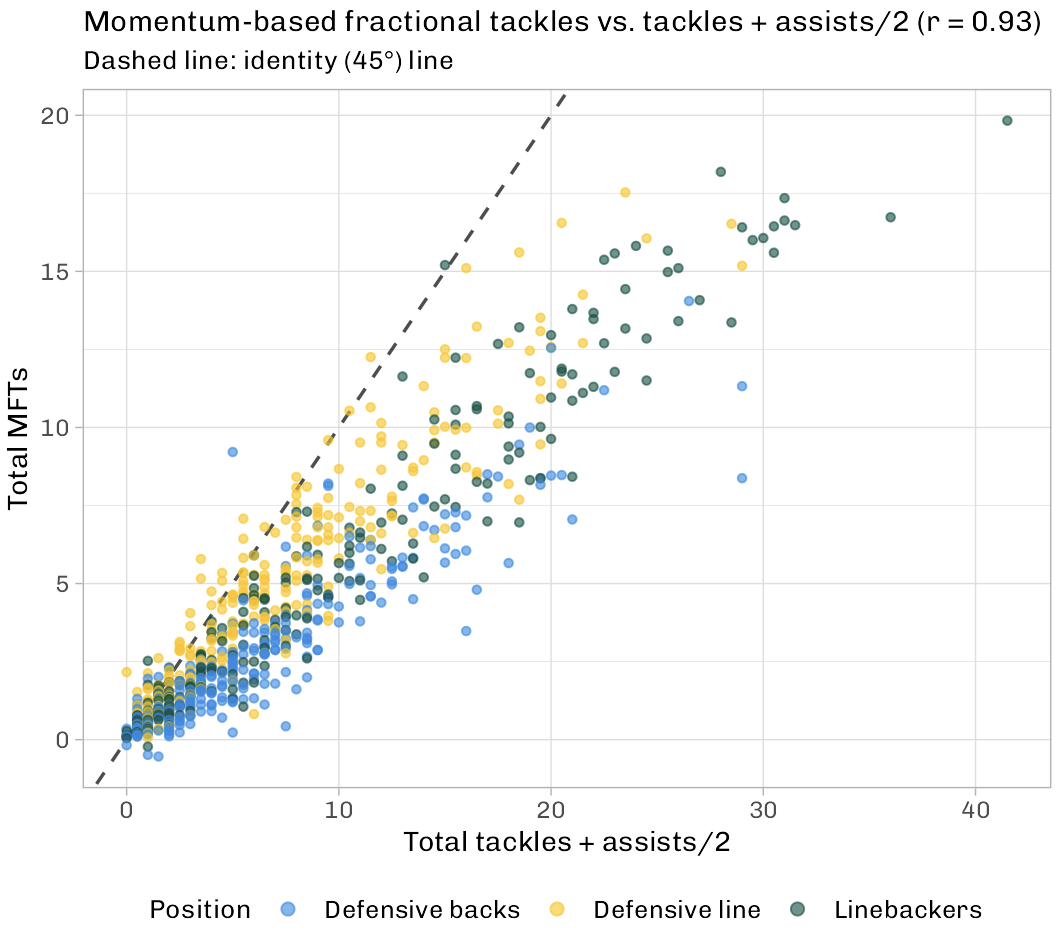 Momentum-based fractional tackles vs. tackles + assists/2 (r = 0.93)
Dashed line: identity (45°) line
Total MFTs
20
15
10
5
0
0 10 20 30 40
Total tackles + assists/2
Position Defensive backs Defensive line Linebackers